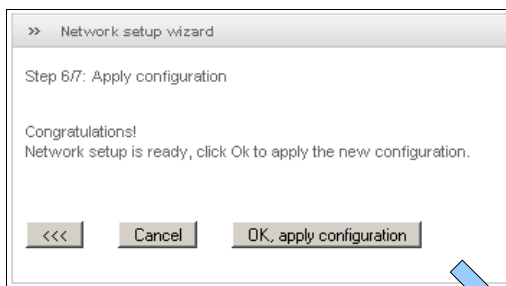 >> Network setup wizard
Step 6/7: Apply configuration
Congratulations!
Network setup is ready, click Ok to apply the new configuration.
<<< Cancel OK, apply configuration